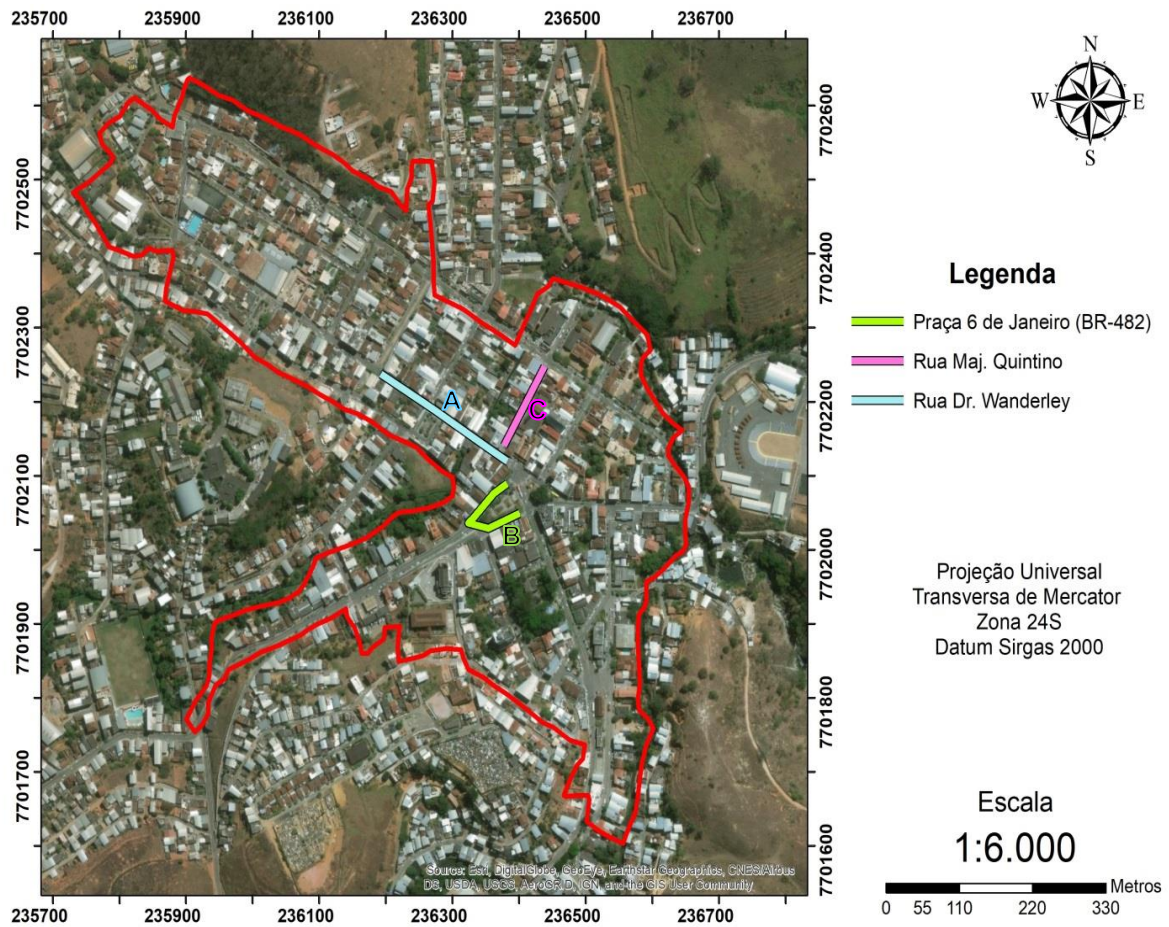 235700 235900 236100 236300 236500 236700
7702500
7702300
7702100
7701900
7701700
7702600
7702400
7702200
7702000
7701800
7701600
A
C
B
Source: Esri, DigitalGlobe, GeoEye, Earthstar Geographics, CNES/Airbus
DS, USDA, USGS, AeroGRID, IGN, and the GIS User Community
235700 235900 236100 236300 236500 236700
N
W E
S
Legenda
Praça 6 de Janeiro (BR-482)
Rua Maj. Quintino
Rua Dr. Wanderley
Projeção Universal
Transversa de Mercator
Zona 24S
Datum Sirgas 2000
Escala
1:6.000
Metros
0 55 110 220 330